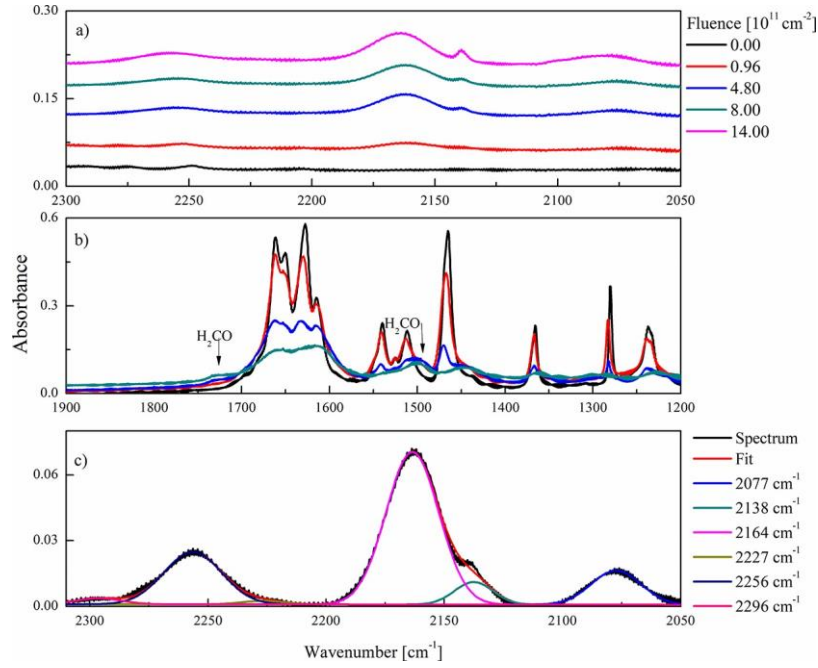 a)
Fluence [10¹¹ cm⁻²]
0.00
0.96
4.80
8.00
14.00
0.30
0.15
0.00
2300 2250 2200 2150 2100 2050
b)
H₂CO
H₂CO
0.6
0.3
0.0
Absorbance
1900 1800 1700 1600 1500 1400 1300 1200
c)
Spectrum
Fit
2077 cm⁻¹
2138 cm⁻¹
2164 cm⁻¹
2227 cm⁻¹
2256 cm⁻¹
2296 cm⁻¹
0.06
0.03
0.00
2300 2250 2200 2150 2100 2050
Wavenumber [cm⁻¹]